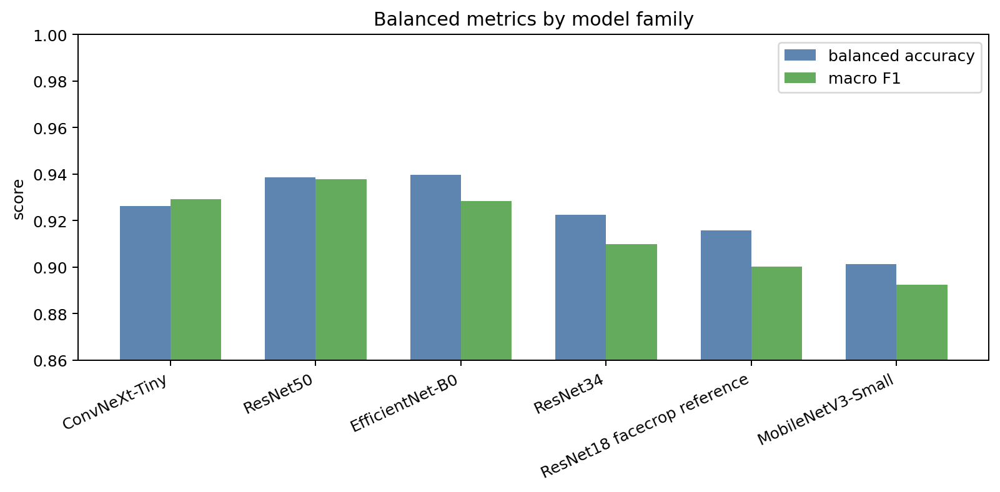 Balanced metrics by model family
balanced accuracy
macro F1
score
1.00
0.98
0.96
0.94
0.92
0.90
0.88
0.86
ConvNeXt-Tiny
ResNet50
EfficientNet-B0
ResNet34
ResNet18 facecrop reference
MobileNetV3-Small